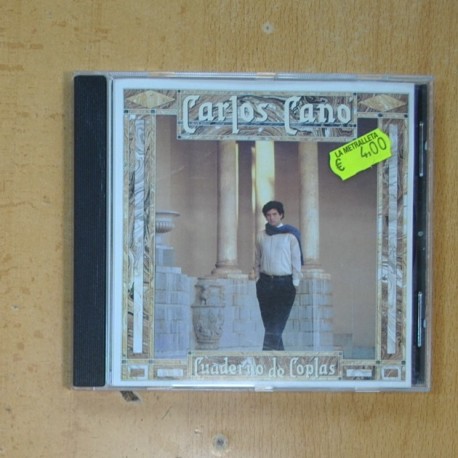 Carlos Cano
LA METRALLETA
€ 4,00
Cuaderno de Coplas